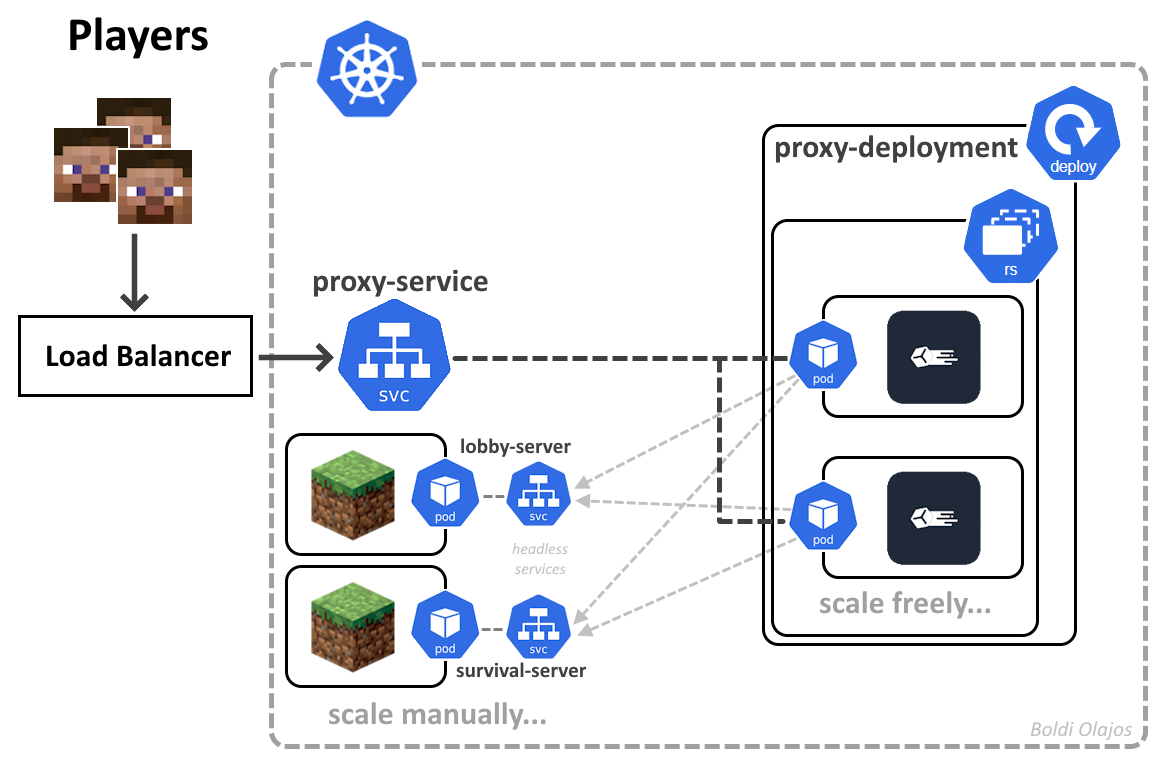 Players
proxy-deployment
deploy
rs
proxy-service
Load Balancer
svc
pod
lobby-server
pod
svc
headless
services
pod
scale freely...
pod
svc
survival-server
scale manually...
Boldi Olajos